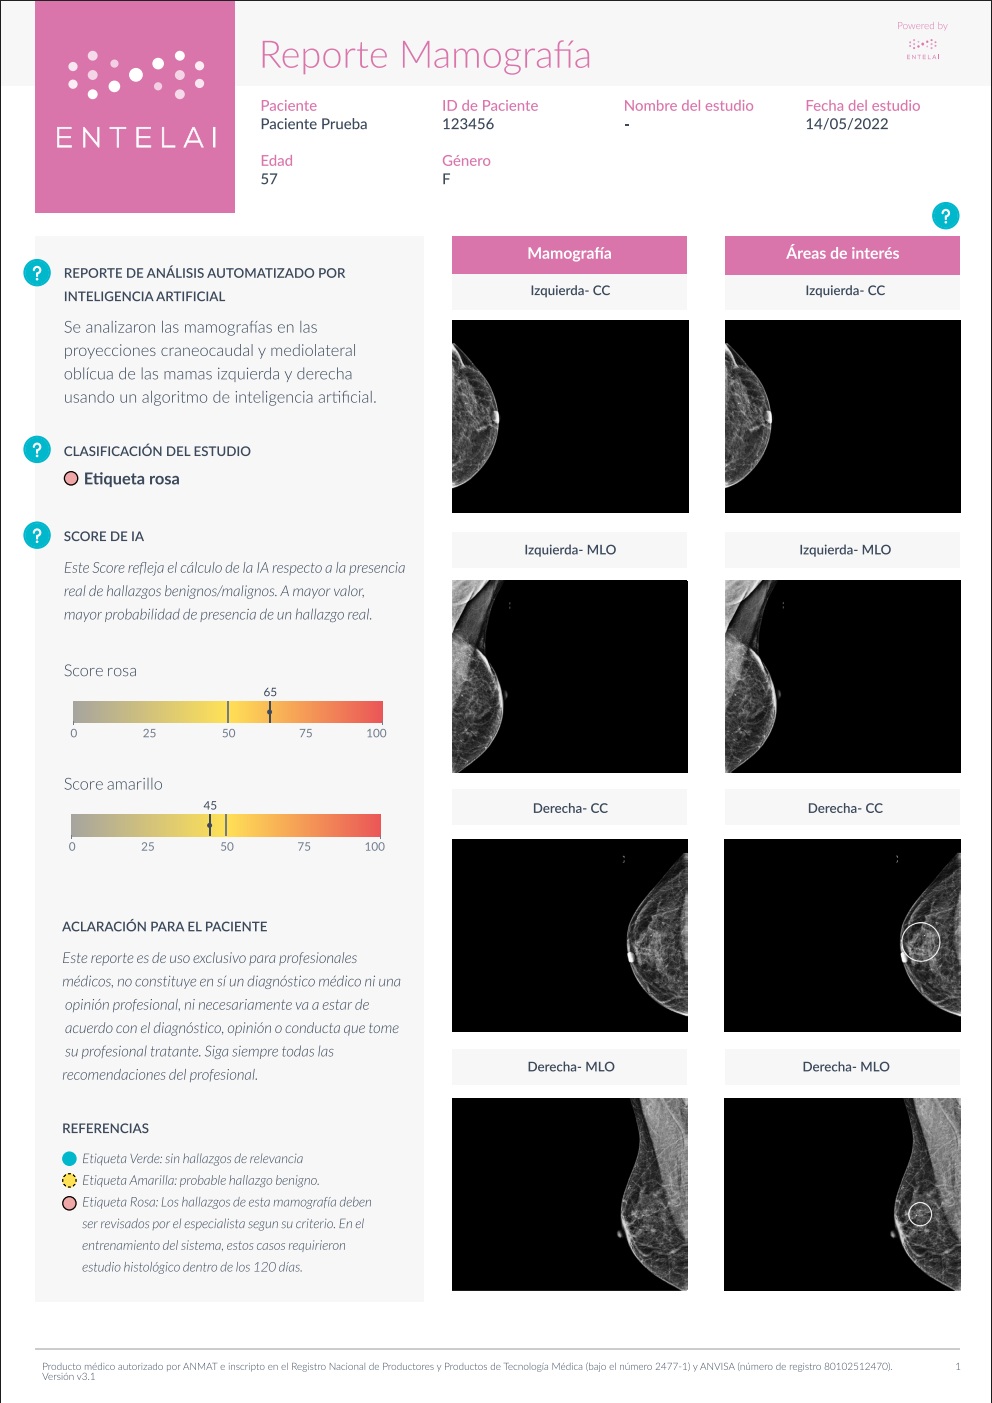 Reporte Mamografía
Powered by
ENTELAI
ENTELAI
Paciente
Paciente Prueba
ID de Paciente
123456
Nombre del estudio
-
Fecha del estudio
14/05/2022
Edad
57
Género
F
?
?
REPORTE DE ANÁLISIS AUTOMATIZADO POR
INTELIGENCIA ARTIFICIAL
Se analizaron las mamografías en las
proyecciones craneocaudal y mediolateral
oblícua de las mamas izquierda y derecha
usando un algoritmo de inteligencia artificial.
?
CLASIFICACIÓN DEL ESTUDIO
Etiqueta rosa
?
SCORE DE IA
Este Score refleja el cálculo de la IA respecto a la presencia
real de hallazgos benignos/malignos. A mayor valor,
mayor probabilidad de presencia de un hallazgo real.
Score rosa
65
0 25 50 75 100
Score amarillo
45
0 25 50 75 100
ACLARACIÓN PARA EL PACIENTE
Este reporte es de uso exclusivo para profesionales
médicos, no constituye en sí un diagnóstico médico ni una
opinión profesional, ni necesariamente va a estar de
acuerdo con el diagnóstico, opinión o conducta que tome
su profesional tratante. Siga siempre todas las
recomendaciones del profesional.
REFERENCIAS
Etiqueta Verde: sin hallazgos de relevancia
Etiqueta Amarilla: probable hallazgo benigno.
Etiqueta Rosa: Los hallazgos de esta mamografía deben
ser revisados por el especialista segun su criterio. En el
entrenamiento del sistema, estos casos requirieron
estudio histológico dentro de los 120 días.
Mamografía
Áreas de interés
Izquierda- CC
Izquierda- CC
Izquierda- MLO
Izquierda- MLO
Derecha- CC
Derecha- CC
Derecha- MLO
Derecha- MLO
Producto médico autorizado por ANMAT e inscripto en el Registro Nacional de Productores y Productos de Tecnología Médica (bajo el número 2477-1) y ANVISA (número de registro 80102512470).
Versión v3.1
1